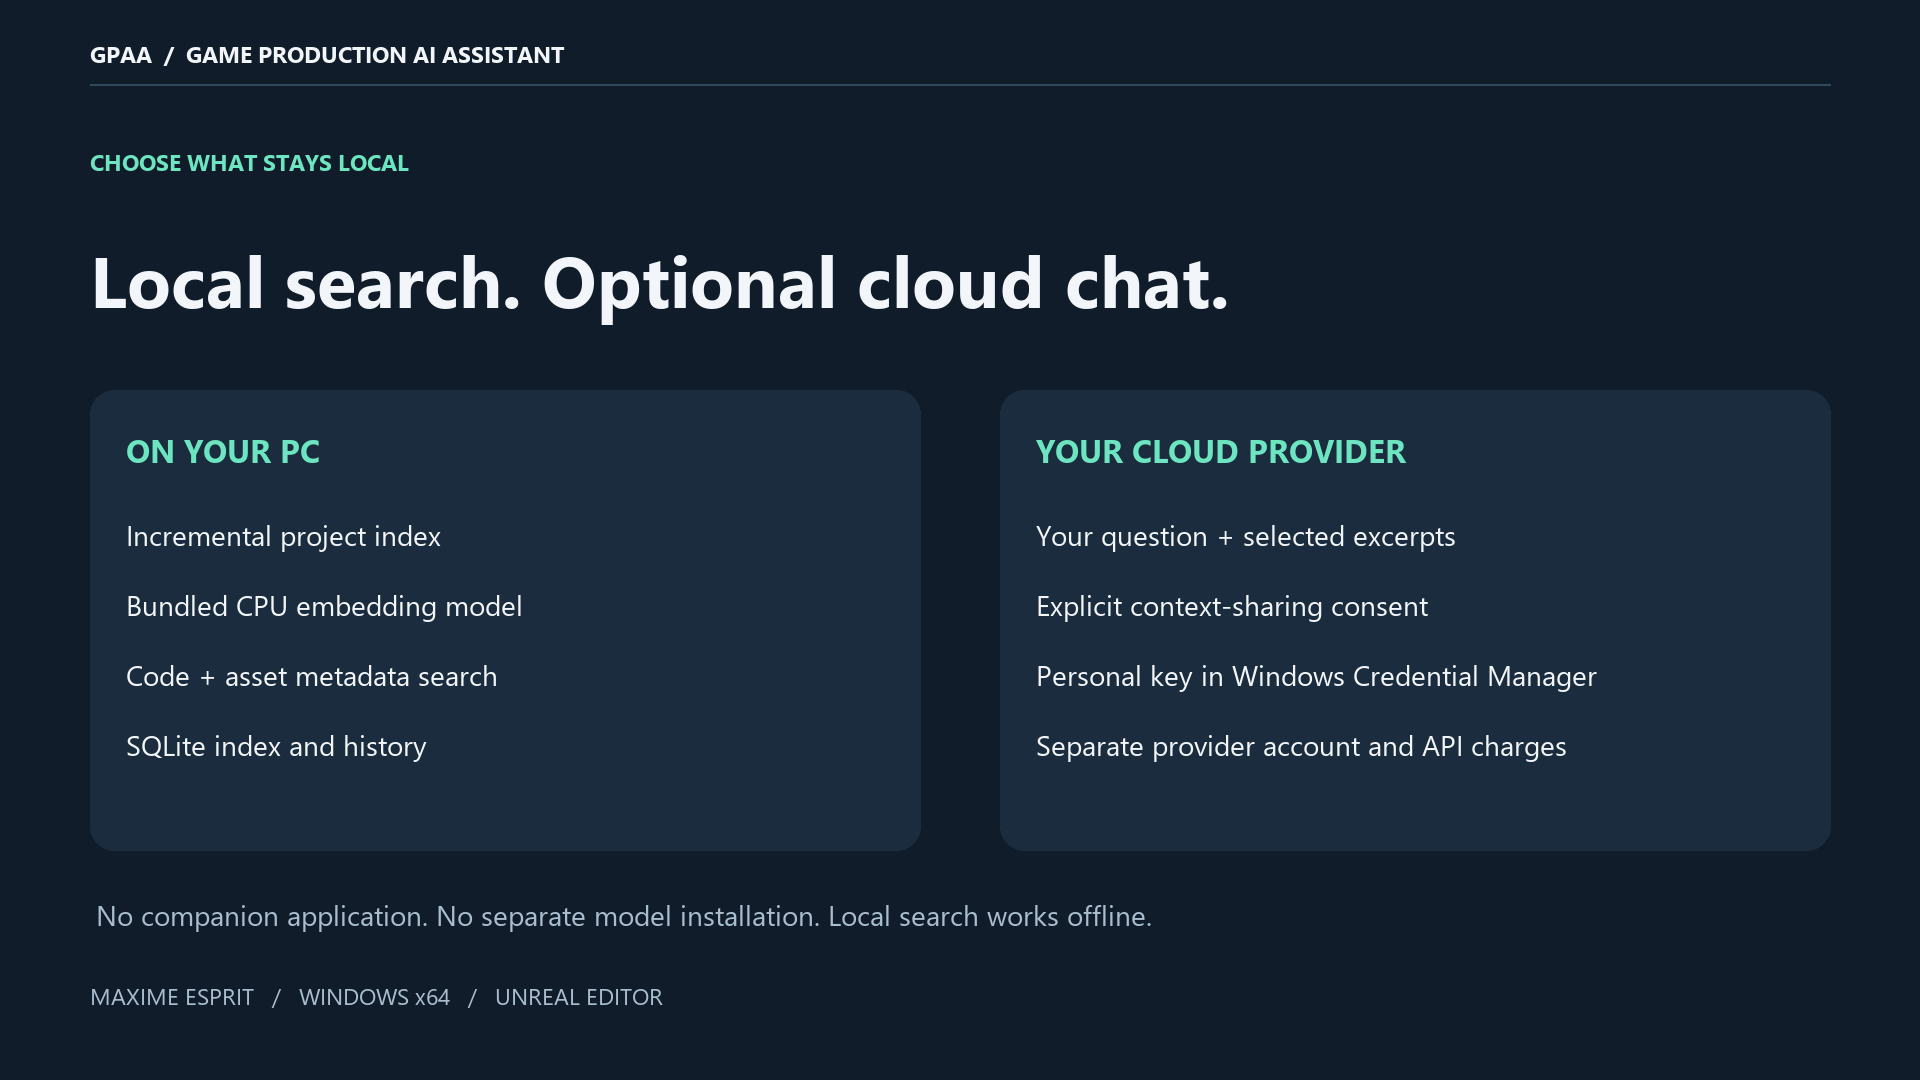 GPAA / GAME PRODUCTION AI ASSISTANT
CHOOSE WHAT STAYS LOCAL
Local search. Optional cloud chat.
ON YOUR PC
Incremental project index
Bundled CPU embedding model
Code + asset metadata search
SQLite index and history
YOUR CLOUD PROVIDER
Your question + selected excerpts
Explicit context-sharing consent
Personal key in Windows Credential Manager
Separate provider account and API charges
No companion application. No separate model installation. Local search works offline.
MAXIME ESPRIT / WINDOWS x64 / UNREAL EDITOR